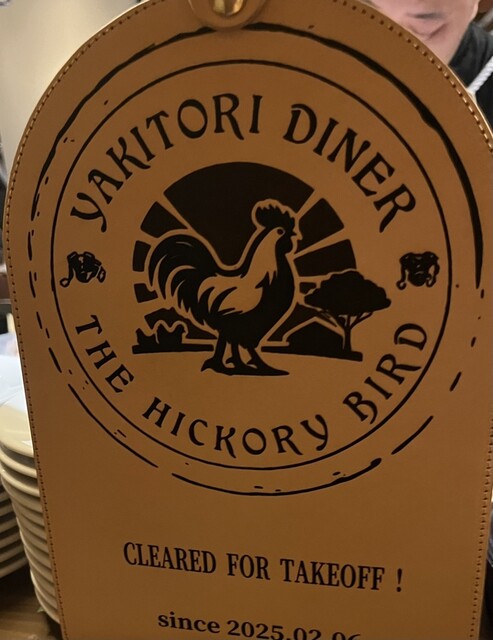 YAKITORI DINER
THE HICKORY BIRD
CLEARED FOR TAKEOFF !
since 2025.02.06